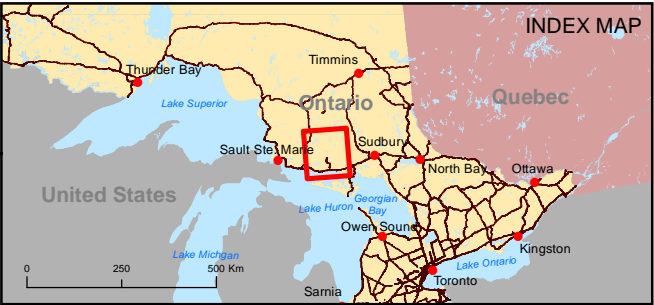 INDEX MAP
Timmins
Thunder Bay
Ontario
Quebec
Lake Superior
Sault Ste. Marie
Sudbury
North Bay
Ottawa
United States
Lake Huron
Georgian
Bay
Owen Sound
Lake Michgan
Kingston
Lake Ontario
0 250 500 Km
Toronto
Sarnia